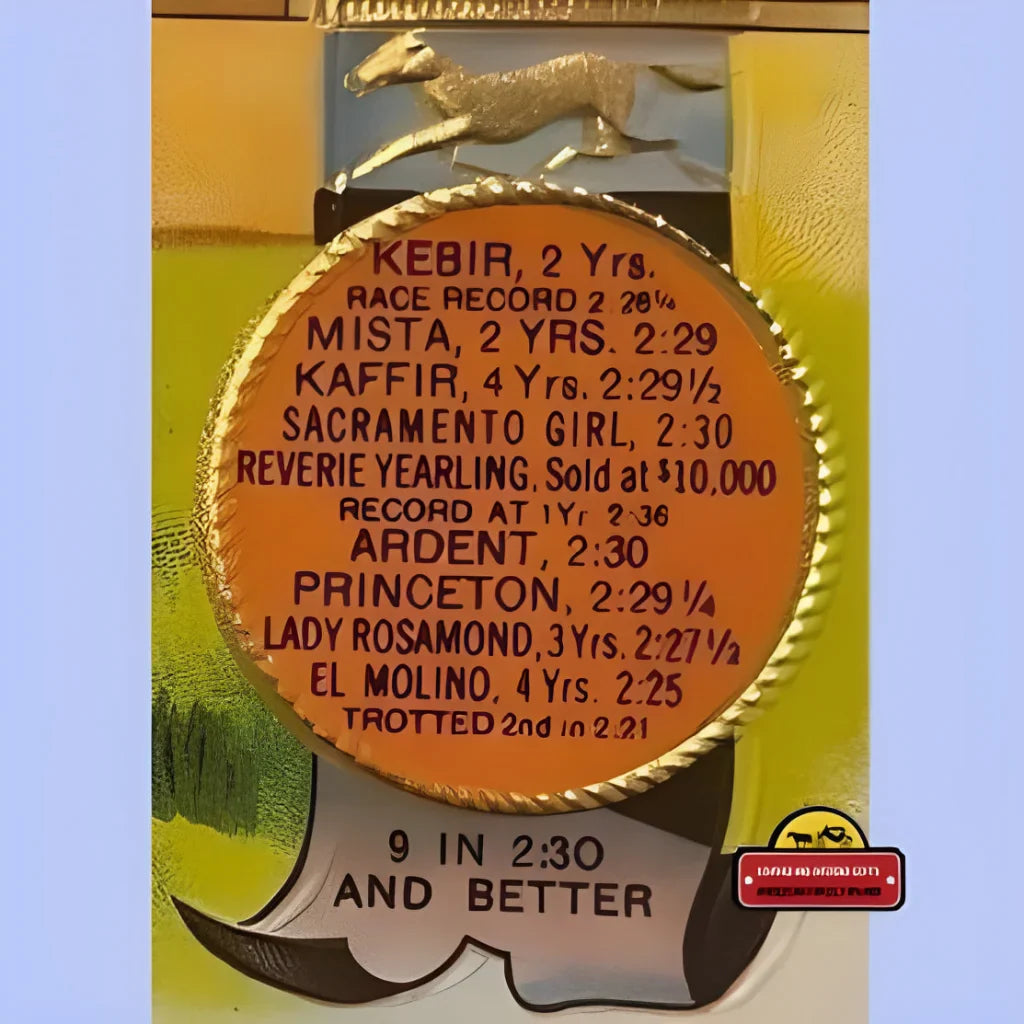 KEBIR, 2 Yrs.
RACE RECORD 2 28¼
MISTA, 2 YRS. 2:29
KAFFIR, 4 Yrs. 2:29½
SACRAMENTO GIRL, 2:30
REVERIE YEARLING, Sold at $10,000
RECORD AT 1 Yr 2:36
ARDENT, 2:30
PRINCETON, 2:29¼
LADY ROSAMOND, 3 Yrs. 2:27½
EL MOLINO, 4 Yrs. 2:25
TROTTED 2nd in 2:21
9 IN 2:30
AND BETTER